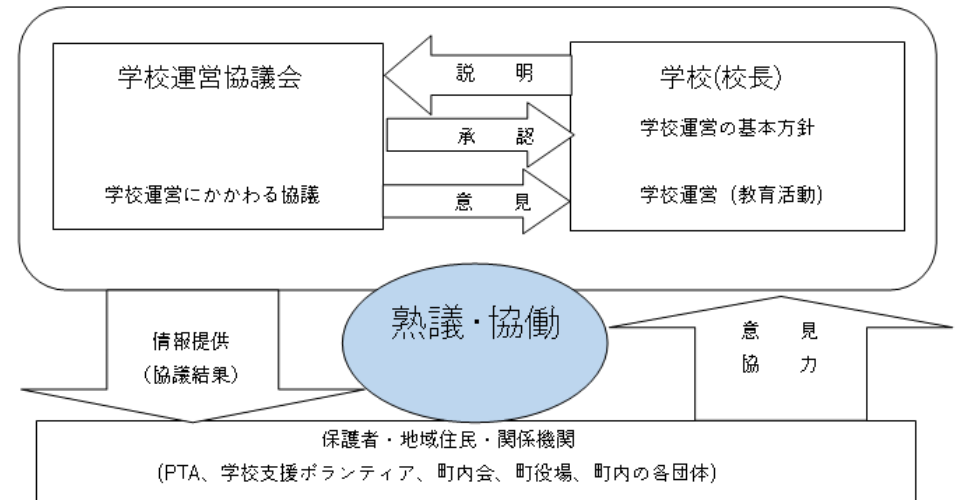 学校運営協議会
学校運営にかかわる協議
説　明
承　認
意　見
学校(校長)
学校運営の基本方針
学校運営 (教育活動)
熟議・協働
情報提供
（協議結果）
意　見
協　力
保護者・地域住民・関係機関
(PTA、学校支援ボランティア、町内会、町役場、町内の各団体)